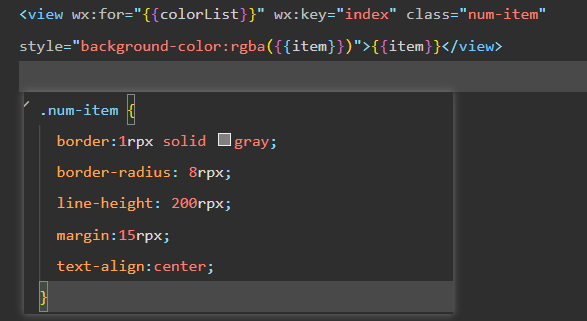 <view wx:for="{{colorList}}" wx:key="index" class="num-item"
style="background-color:rgba({{item}})">{{item}}</view>
.num-item {
border:1rpx solid gray;
border-radius: 8rpx;
line-height: 200rpx;
margin:15rpx;
text-align:center;
}